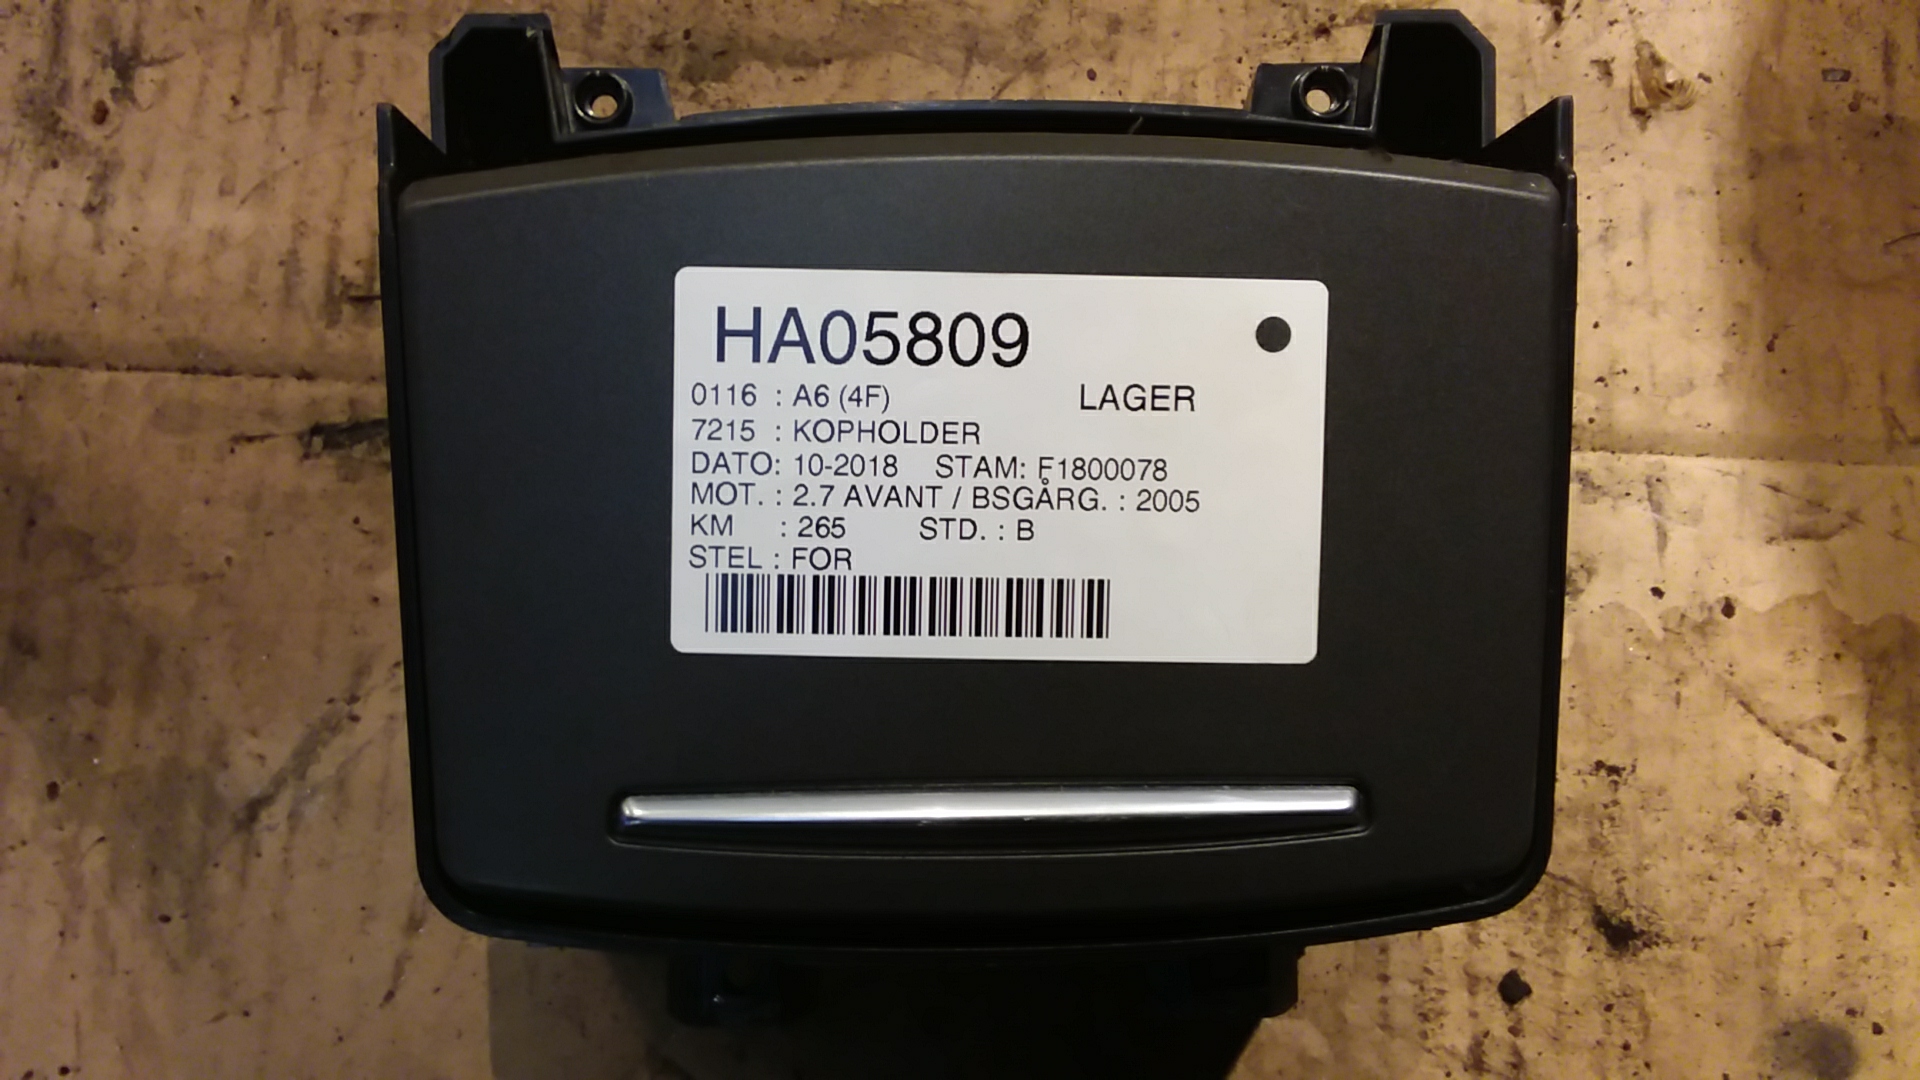 HA05809
0116 : A6 (4F) LAGER
7215 : KOPHOLDER
DATO: 10-2018 STAM: F1800078
MOT. : 2.7 AVANT / BSGÅRG. : 2005
KM : 265 STD. : B
STEL : FOR